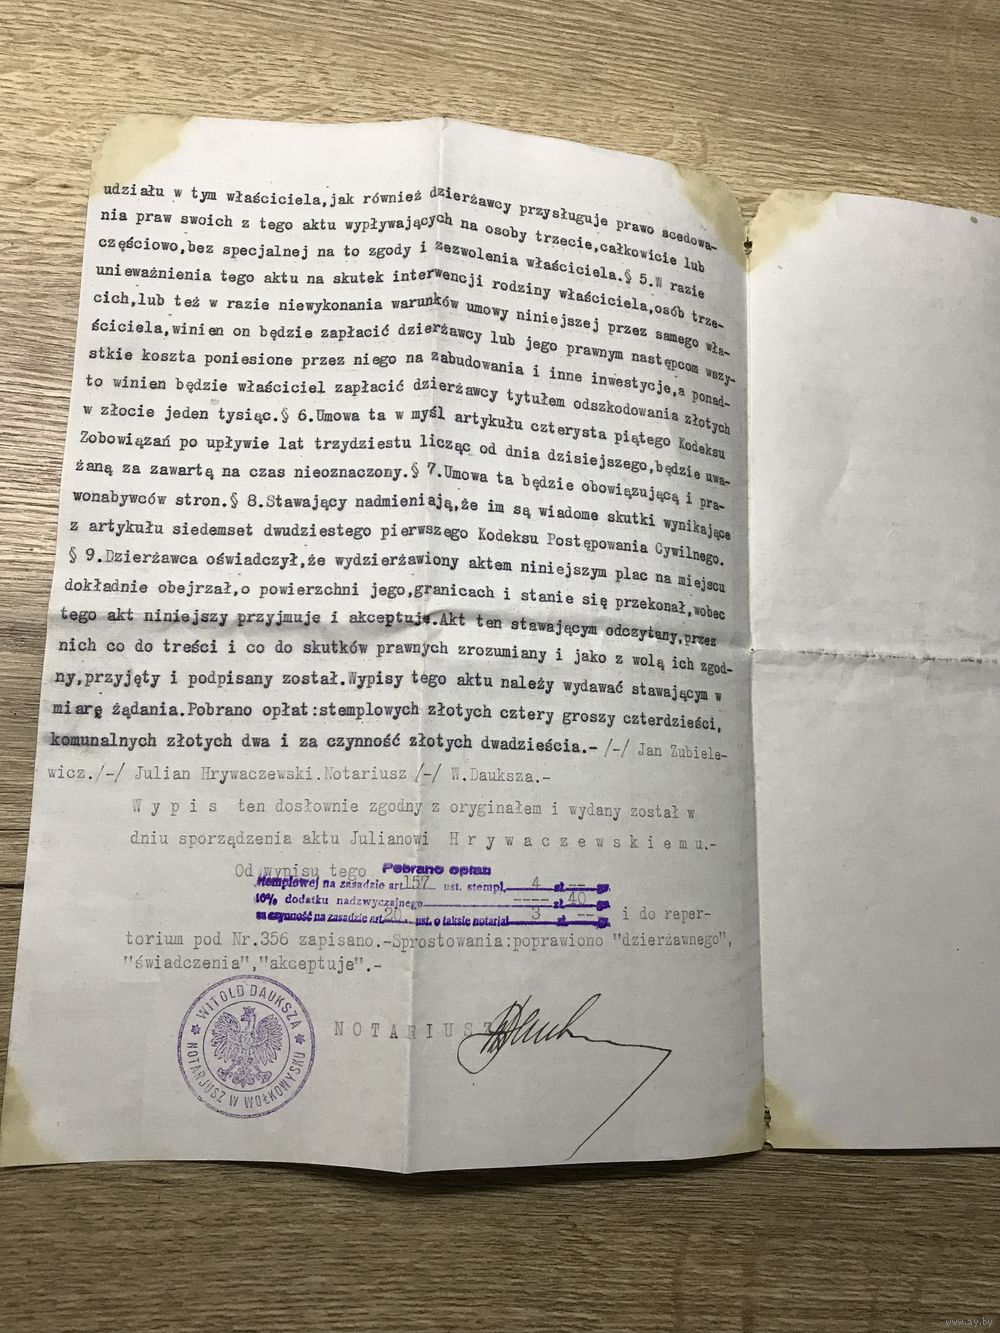 udziału w tym właściciela,jak również dzierżawcy przysługuje prawo scedowa-
nia praw swoich z tego aktu wypływających na osoby trzecie,całkowicie lub
częściowo,bez specjalnej na to zgody i zezwolenia właściciela.§ 5.W razie
unieważnienia tego aktu na skutek interwencji rodziny właściciela,osób trze-
cich,lub też w razie niewykonania warunków umowy niniejszej przez samego wła-
ściciela,winien on będzie zapłacić dzierżawcy lub jego prawnym następcom wszy-
stkie koszta poniesione przez niego na zabudowania i inne inwestycje,a ponad-
to winien będzie właściciel zapłacić dzierżawcy tytułem odszkodowania złotych
w złocie jeden tysiąc.§ 6.Umowa ta w myśl artykułu czterysta piątego Kodeksu
Zobowiązań po upływie lat trzydziestu licząc od dnia dzisiejszego,będzie uwa-
żaną za zawartą na czas nieoznaczony.§ 7.Umowa ta będzie obowiązującą i pra-
wonabywców stron.§ 8.Stawający nadmieniają,że im są wiadome skutki wynikające
z artykułu siedemset dwudziestego pierwszego Kodeksu Postępowania Cywilnego.
§ 9.Dzierżawca oświadczył,że wydzierżawiony aktem niniejszym plac na miejscu
dokładnie obejrzał,o powierzchni jego,granicach i stanie się przekonał,wobec
tego akt niniejszy przyjmuje i akceptuje.Akt ten stawającym odczytany,przez
nich co do treści i co do skutków prawnych zrozumiany i jako z wolą ich zgod-
ny,przyjęty i podpisany został.Wypisy tego aktu należy wydawać stawającym w
miarę żądania.Pobrano opłat:stemplowych złotych cztery groszy czterdzieści,
komunalnych złotych dwa i za czynność złotych dwadzieścia.- /-/ Jan Zubiele-
wicz./-/ Julian Hrywaczewski.Notariusz /-/ W.Dauksza.-
W y p i s ten dosłownie zgodny z oryginałem i wydany został w
dniu sporządzenia aktu Julianowi H r y w a c z e w s k i e m u.-
Od wypisu tego Pobrano opłat:
stemplowej na zasadzie art. 157 ust. stempl. 4 zł. -- gr.
10% dodatku nadzwyczajnego ---- zł. 40 gr.
za czynność na zasadzie art. 20 ust. o taksie notarjal 3 zł. -- gr. i do reper-
torium pod Nr.356 zapisano.-Sprostowania:poprawiono "dzierżawnego",
"świadczenia","akceptuje".-
NOTARIUSZ
WITOLD DAUKSZA
NOTARJUSZ W WOŁKOWYSKU
www.ay.by